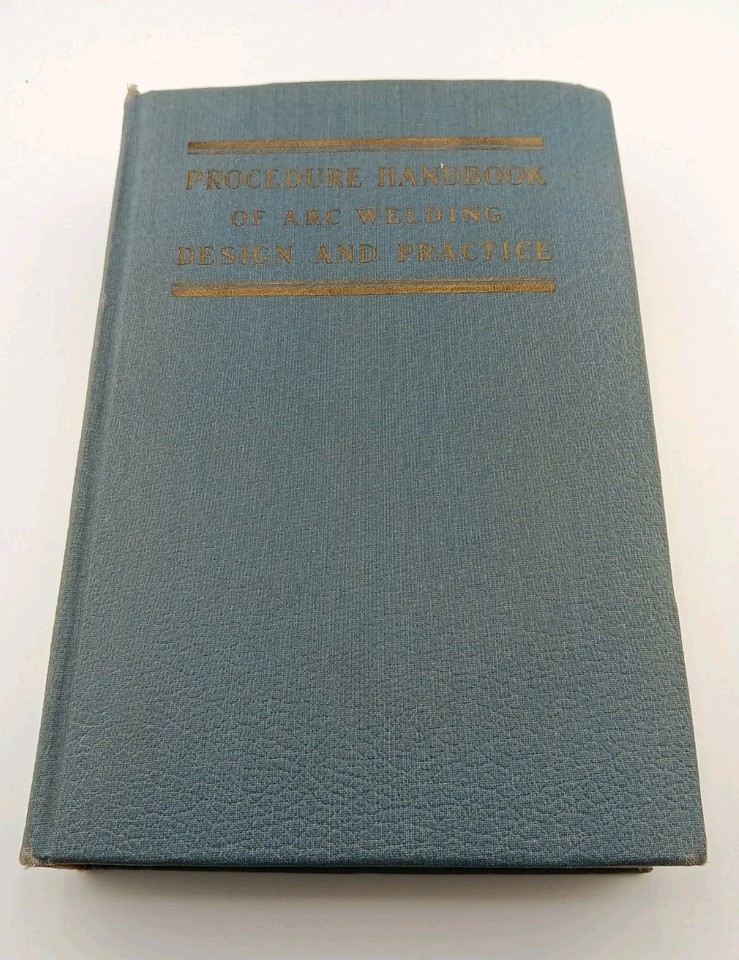 PROCEDURE HANDBOOK
OF ARC WELDING
DESIGN AND PRACTICE